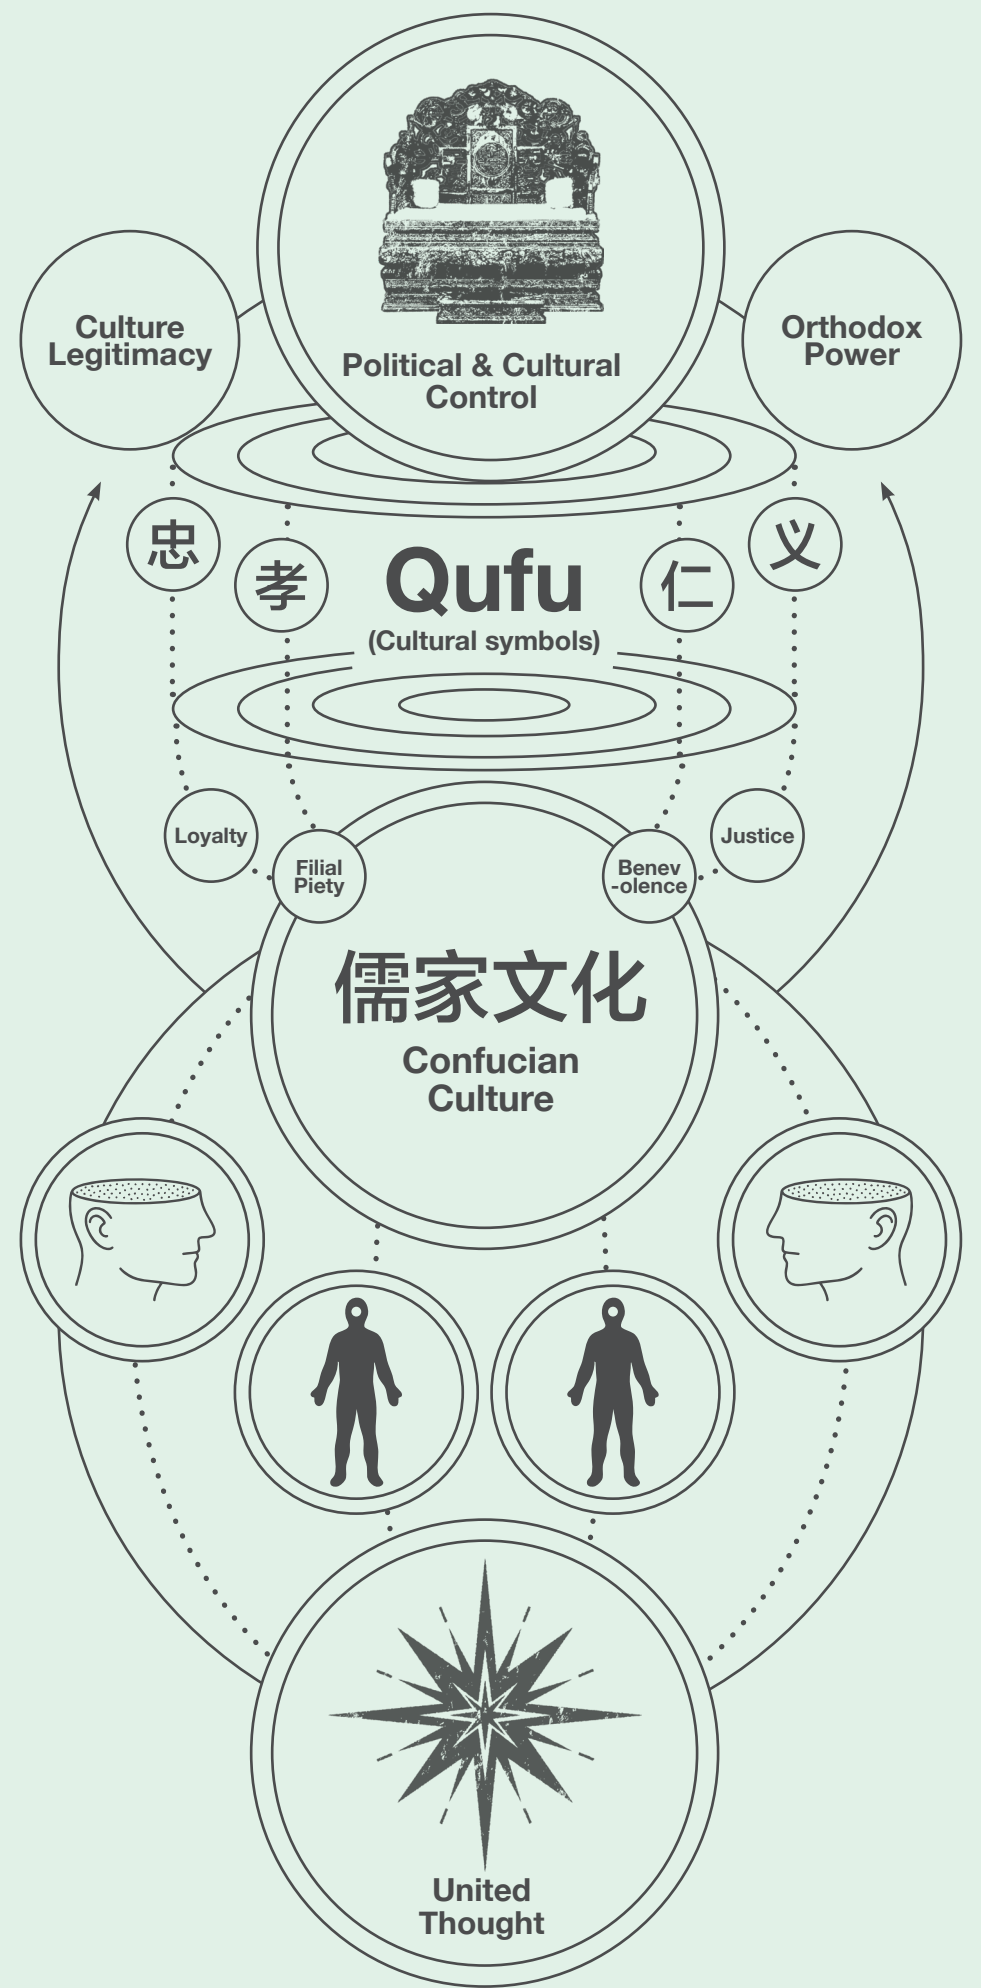 Political & Cultural
Control
Culture
Legitimacy
Orthodox
Power
忠
孝
仁
义
Qufu
(Cultural symbols)
Loyalty
Filial
Piety
Benev
-olence
Justice
儒家文化
Confucian
Culture
United
Thought